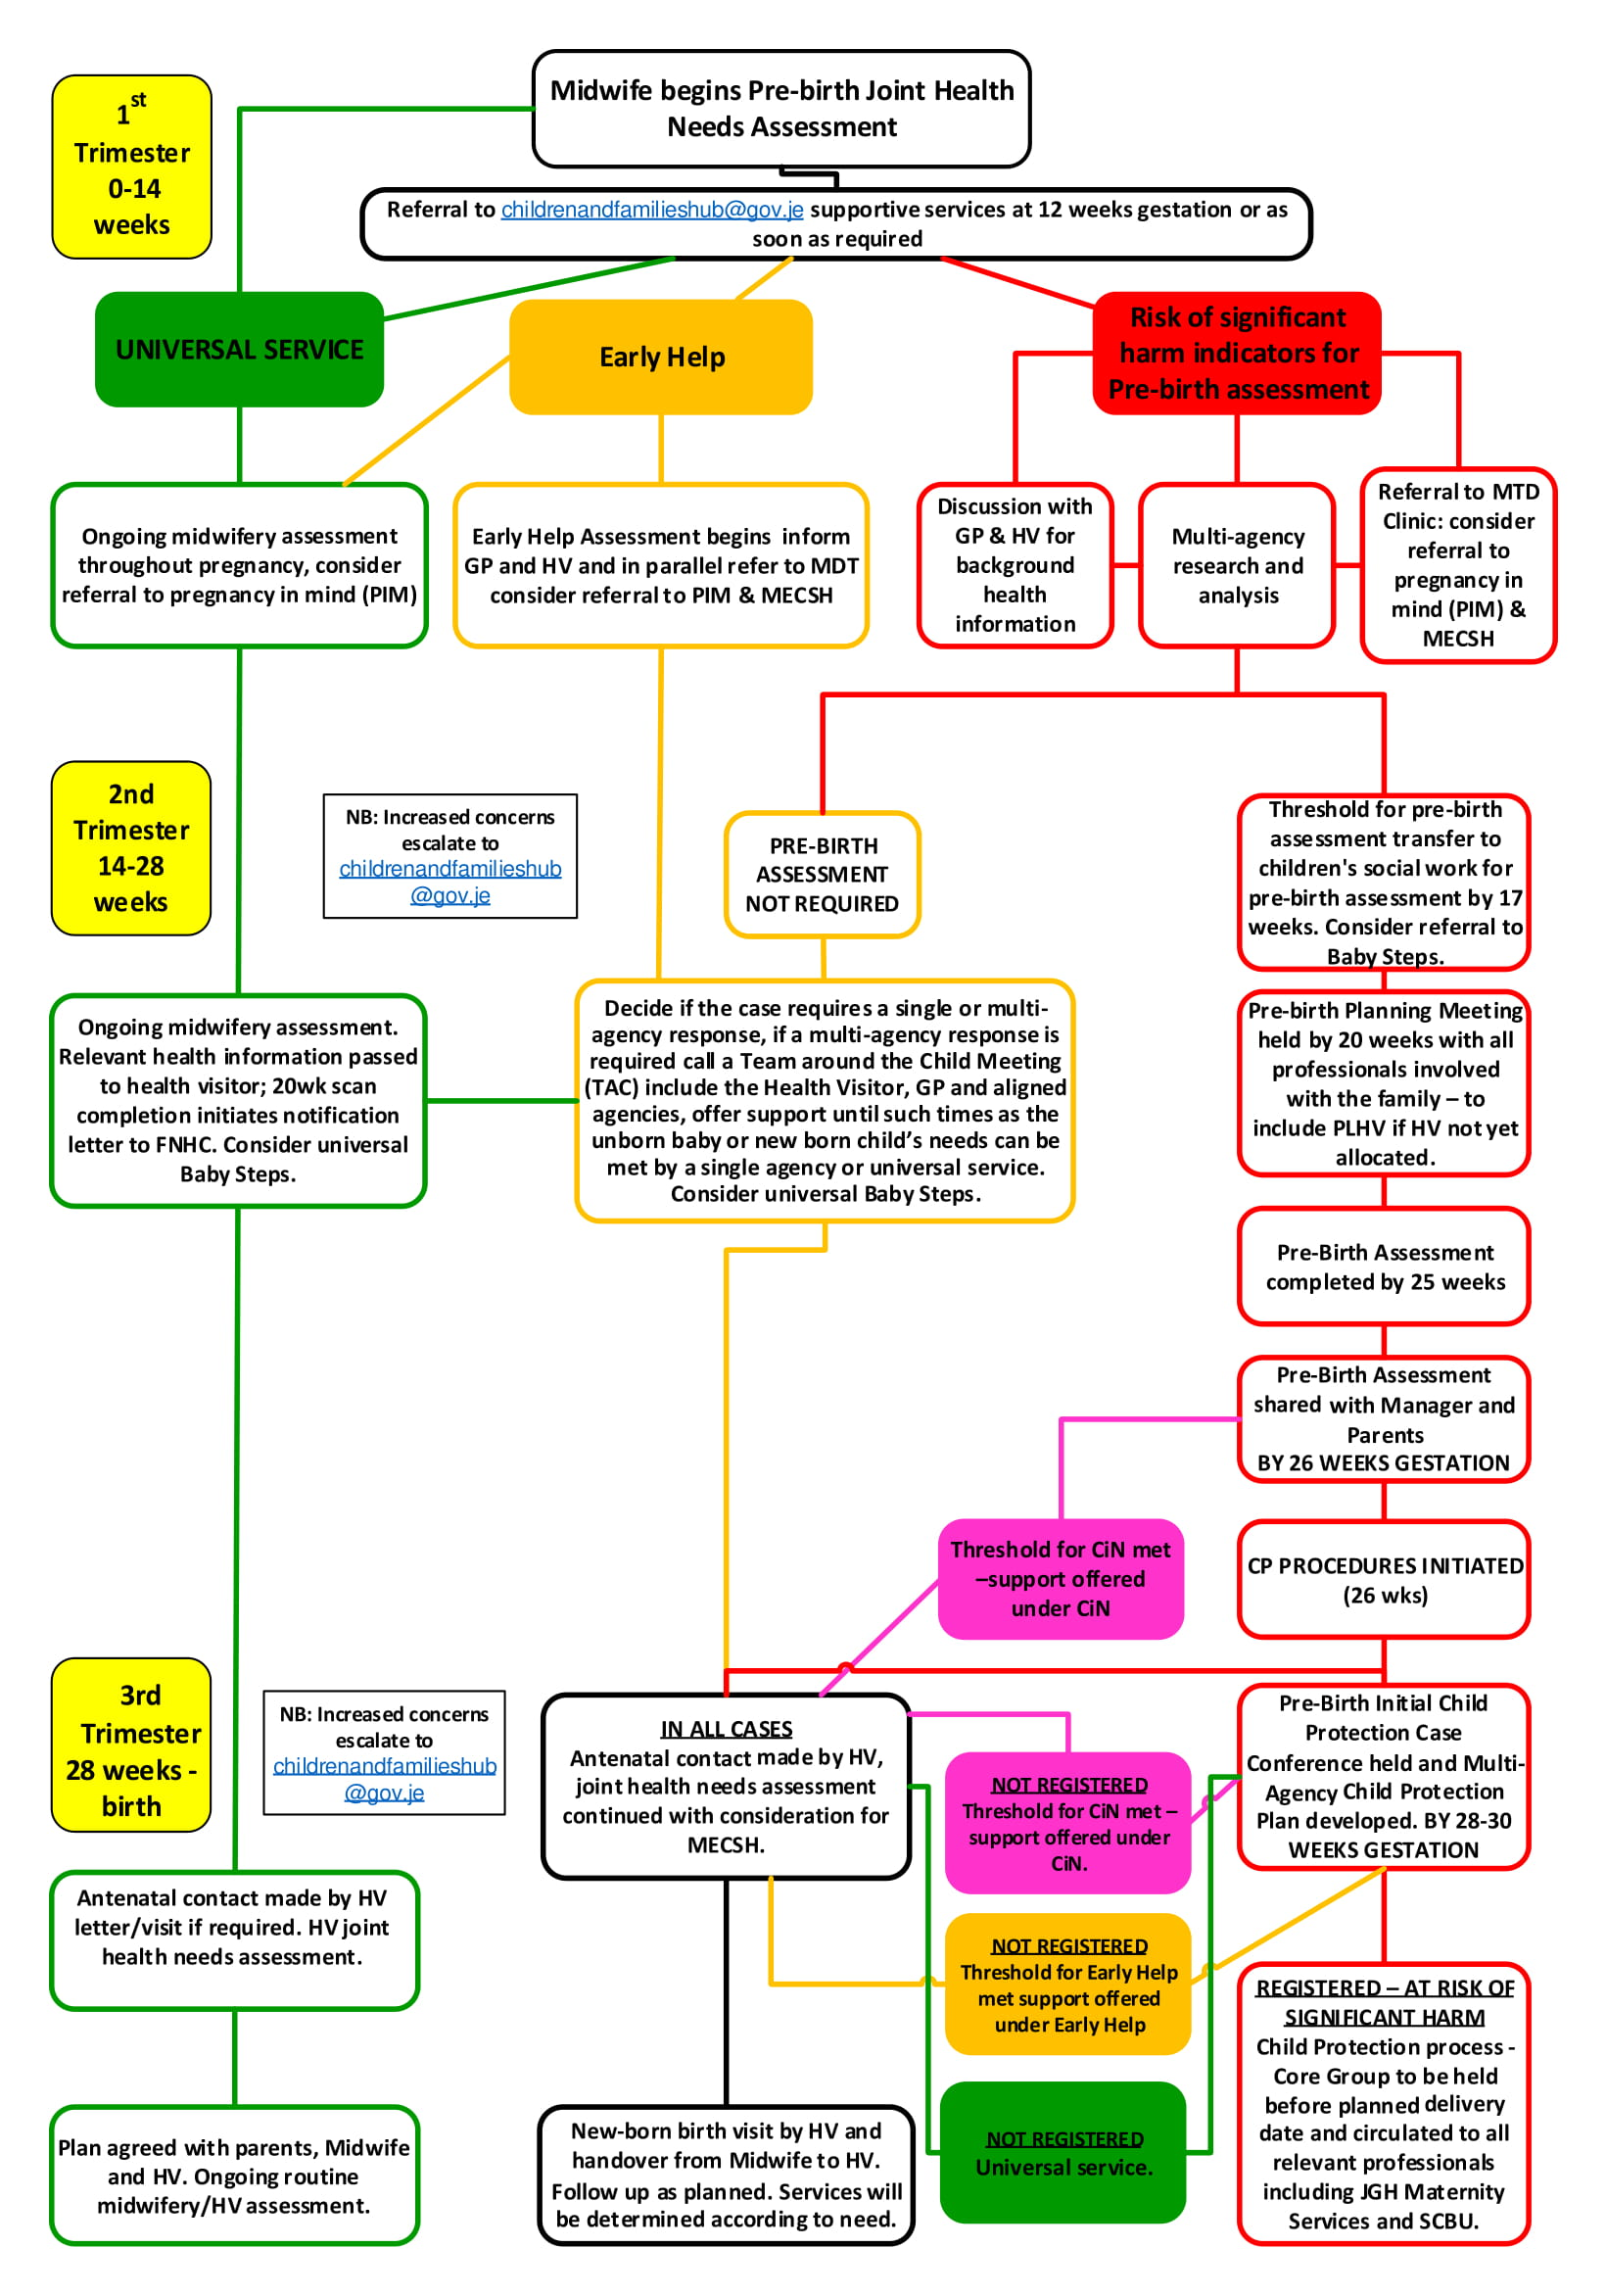 Midwife begins Pre-birth Joint Health
Needs Assessment
1st
Trimester
0-14
weeks
Referral to childrenandfamilieshub@gov.je supportive services at 12 weeks gestation or as
soon as required
UNIVERSAL SERVICE
Early Help
Risk of significant
harm indicators for
Pre-birth assessment
Ongoing midwifery assessment
throughout pregnancy, consider
referral to pregnancy in mind (PIM)
Early Help Assessment begins inform
GP and HV and in parallel refer to MDT
consider referral to PIM & MECSH
Discussion with
GP & HV for
background
health
information
Multi-agency
research and
analysis
Referral to MTD
Clinic: consider
referral to
pregnancy in
mind (PIM) &
MECSH
2nd
Trimester
14-28
weeks
NB: Increased concerns
escalate to
childrenandfamilieshub
@gov.je
PRE-BIRTH
ASSESSMENT
NOT REQUIRED
Threshold for pre-birth
assessment transfer to
children's social work for
pre-birth assessment by 17
weeks. Consider referral to
Baby Steps.
Ongoing midwifery assessment.
Relevant health information passed
to health visitor; 20wk scan
completion initiates notification
letter to FNHC. Consider universal
Baby Steps.
Decide if the case requires a single or multi-
agency response, if a multi-agency response is
required call a Team around the Child Meeting
(TAC) include the Health Visitor, GP and aligned
agencies, offer support until such times as the
unborn baby or new born child’s needs can be
met by a single agency or universal service.
Consider universal Baby Steps.
Pre-birth Planning Meeting
held by 20 weeks with all
professionals involved
with the family – to
include PLHV if HV not yet
allocated.
Pre-Birth Assessment
completed by 25 weeks
Pre-Birth Assessment
shared with Manager and
Parents
BY 26 WEEKS GESTATION
Threshold for CiN met
–support offered
under CiN
CP PROCEDURES INITIATED
(26 wks)
3rd
Trimester
28 weeks -
birth
NB: Increased concerns
escalate to
childrenandfamilieshub
@gov.je
IN ALL CASES
Antenatal contact made by HV,
joint health needs assessment
continued with consideration for
MECSH.
NOT REGISTERED
Threshold for CiN met –
support offered under
CiN.
Pre-Birth Initial Child
Protection Case
Conference held and Multi-
Agency Child Protection
Plan developed. BY 28-30
WEEKS GESTATION
Antenatal contact made by HV
letter/visit if required. HV joint
health needs assessment.
NOT REGISTERED
Threshold for Early Help
met support offered
under Early Help
REGISTERED – AT RISK OF
SIGNIFICANT HARM
Child Protection process -
Core Group to be held
before planned delivery
date and circulated to all
relevant professionals
including JGH Maternity
Services and SCBU.
Plan agreed with parents, Midwife
and HV. Ongoing routine
midwifery/HV assessment.
New-born birth visit by HV and
handover from Midwife to HV.
Follow up as planned. Services will
be determined according to need.
NOT REGISTERED
Universal service.